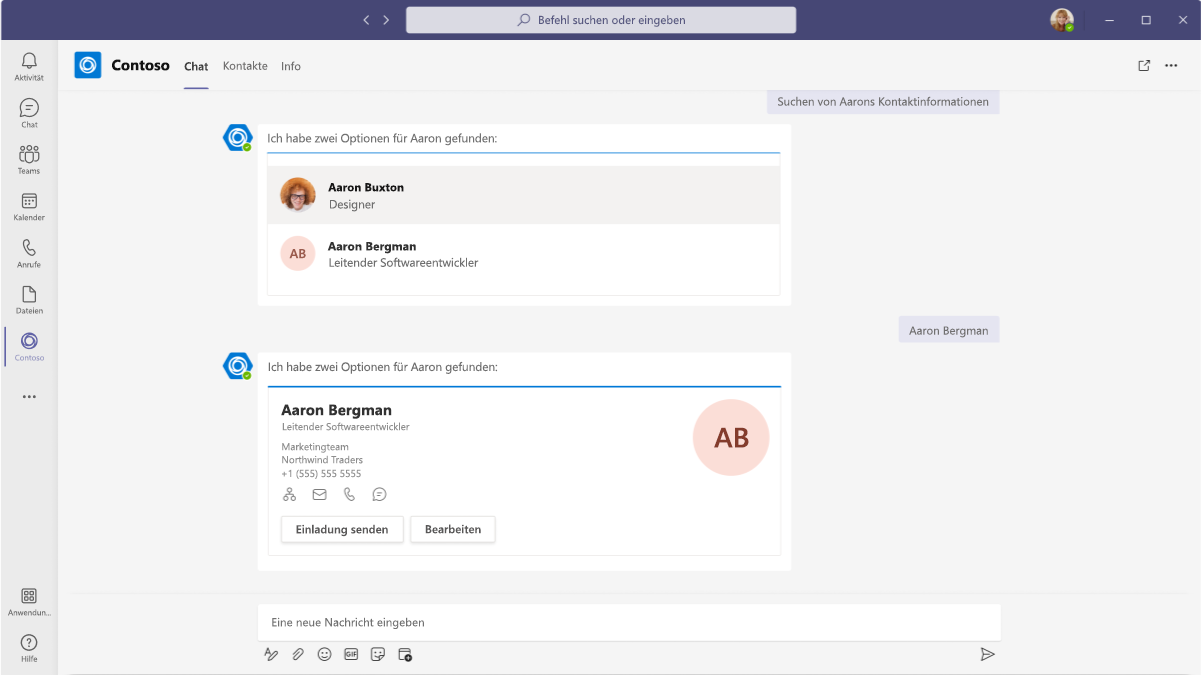 Befehl suchen oder eingeben
Aktivität
Chat
Teams
Kalender
Anrufe
Dateien
Contoso
Anwendun...
Hilfe
Contoso
Chat
Kontakte
Info
Suchen von Aarons Kontaktinformationen
Ich habe zwei Optionen für Aaron gefunden:
Aaron Buxton
Designer
AB
Aaron Bergman
Leitender Softwareentwickler
Aaron Bergman
Ich habe zwei Optionen für Aaron gefunden:
Aaron Bergman
Leitender Softwareentwickler
Marketingteam
Northwind Traders
+1 (555) 555 5555
AB
Einladung senden
Bearbeiten
Eine neue Nachricht eingeben
GIF